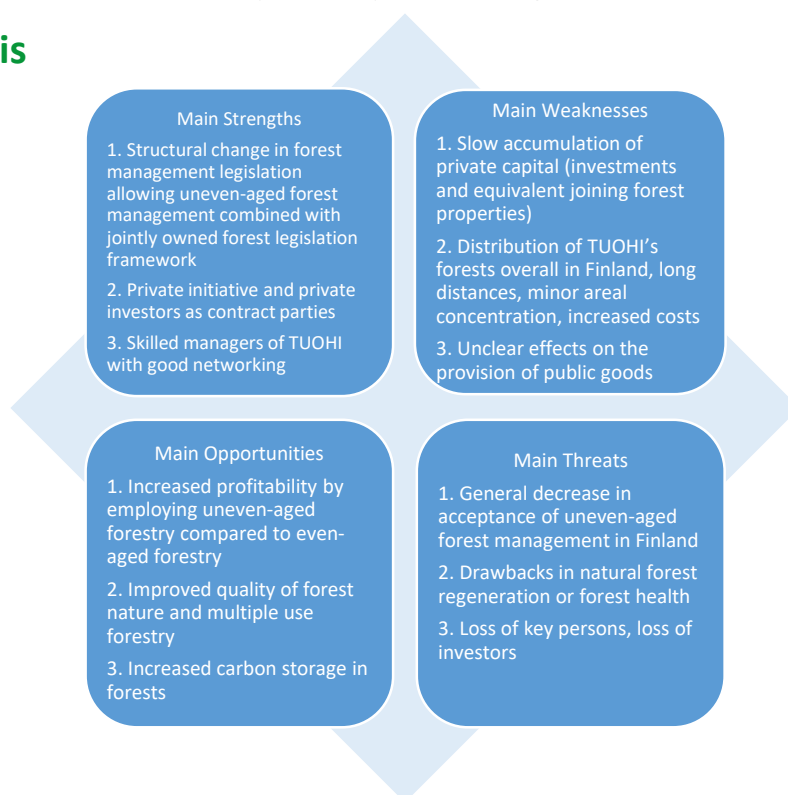 is
Main Strengths
1. Structural change in forest
management legislation
allowing uneven-aged forest
management combined with
jointly owned forest legislation
framework
2. Private initiative and private
investors as contract parties
3. Skilled managers of TUOHI
with good networking
Main Weaknesses
1. Slow accumulation of
private capital (investments
and equivalent joining forest
properties)
2. Distribution of TUOHI’s
forests overall in Finland, long
distances, minor areal
concentration, increased costs
3. Unclear effects on the
provision of public goods
Main Opportunities
1. Increased profitability by
employing uneven-aged
forestry compared to even-
aged forestry
2. Improved quality of forest
nature and multiple use
forestry
3. Increased carbon storage in
forests
Main Threats
1. General decrease in
acceptance of uneven-aged
forest management in Finland
2. Drawbacks in natural forest
regeneration or forest health
3. Loss of key persons, loss of
investors